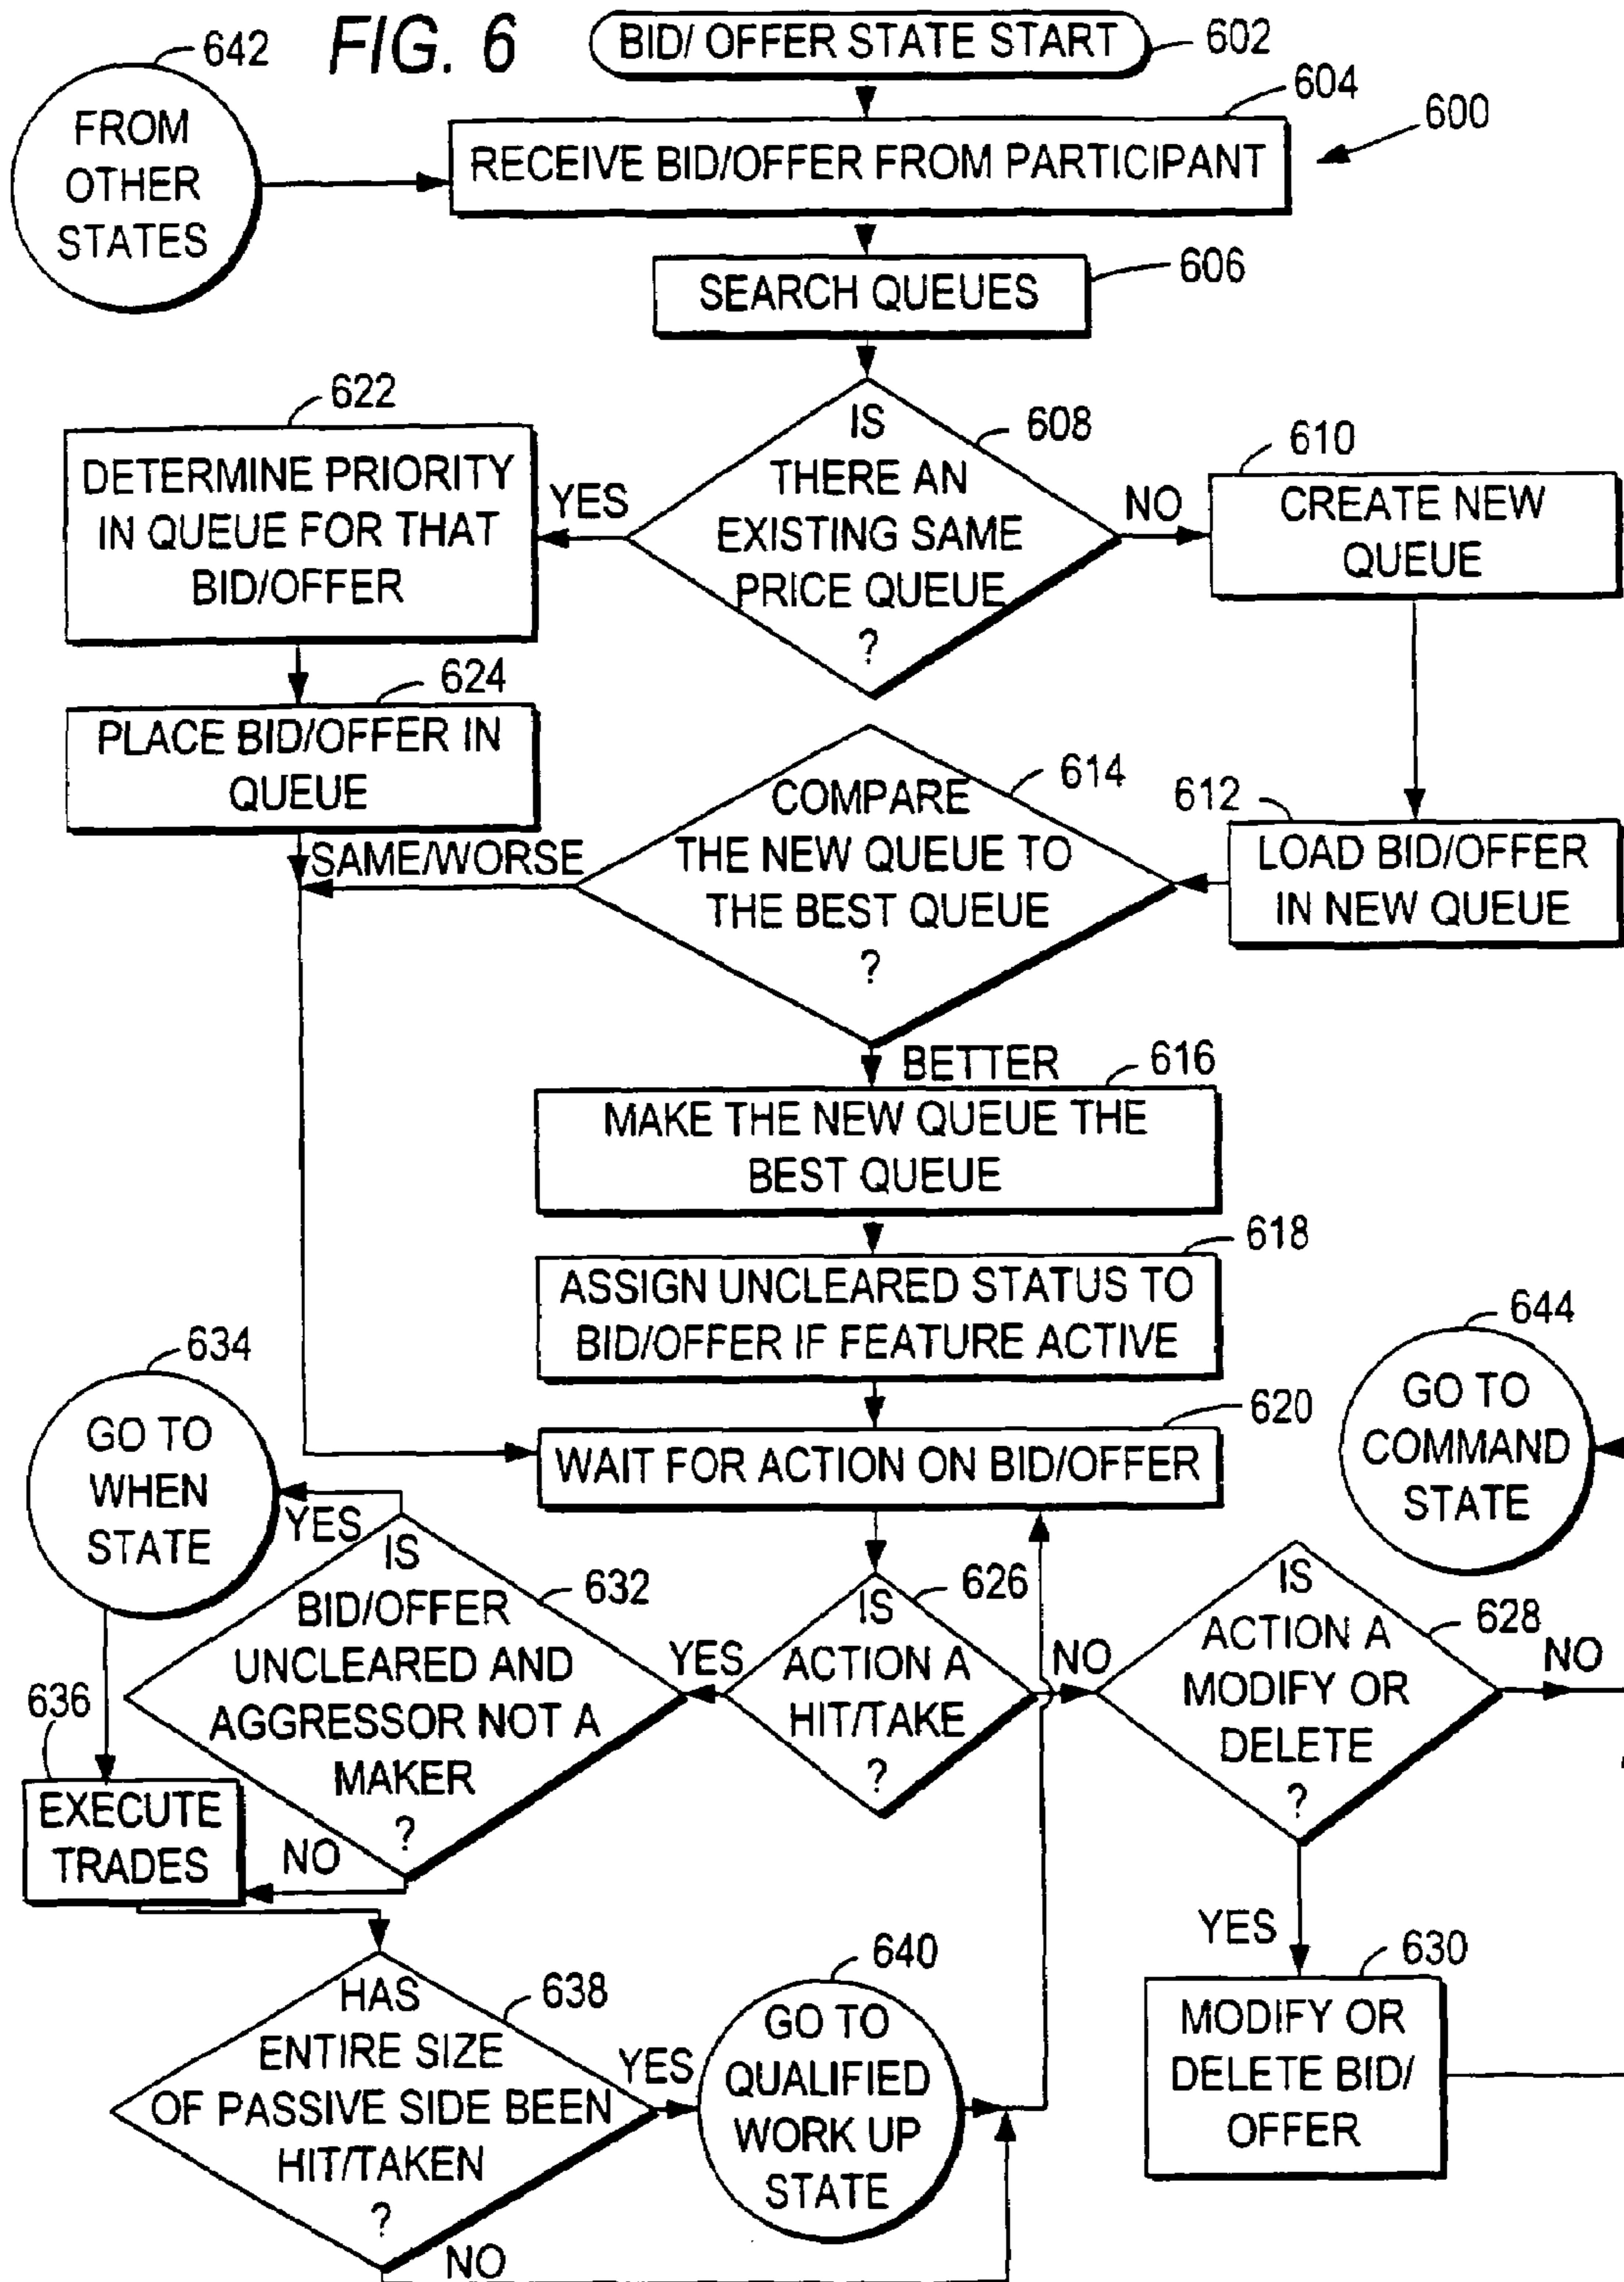 642
FIG. 6
BID/ OFFER STATE START
602
604
600
FROM
OTHER
STATES
RECEIVE BID/OFFER FROM PARTICIPANT
SEARCH QUEUES
606
622
608
610
DETERMINE PRIORITY
IN QUEUE FOR THAT
BID/OFFER
YES
IS
THERE AN
EXISTING SAME
PRICE QUEUE
?
NO
CREATE NEW
QUEUE
624
PLACE BID/OFFER IN
QUEUE
SAME/WORSE
COMPARE
THE NEW QUEUE TO
THE BEST QUEUE
?
614
612
LOAD BID/OFFER
IN NEW QUEUE
BETTER
616
MAKE THE NEW QUEUE THE
BEST QUEUE
618
ASSIGN UNCLEARED STATUS TO
BID/OFFER IF FEATURE ACTIVE
634
644
GO TO
WHEN
STATE
620
WAIT FOR ACTION ON BID/OFFER
GO TO
COMMAND
STATE
YES
IS
BID/OFFER
UNCLEARED AND
AGGRESSOR NOT A
MAKER
?
632
YES
IS
ACTION A
HIT/TAKE
?
626
NO
IS
ACTION A
MODIFY OR
DELETE
?
628
NO
636
EXECUTE
TRADES
NO
YES
630
MODIFY OR
DELETE BID/
OFFER
HAS
ENTIRE SIZE
OF PASSIVE SIDE BEEN
HIT/TAKEN
?
638
YES
640
GO TO
QUALIFIED
WORK UP
STATE
NO